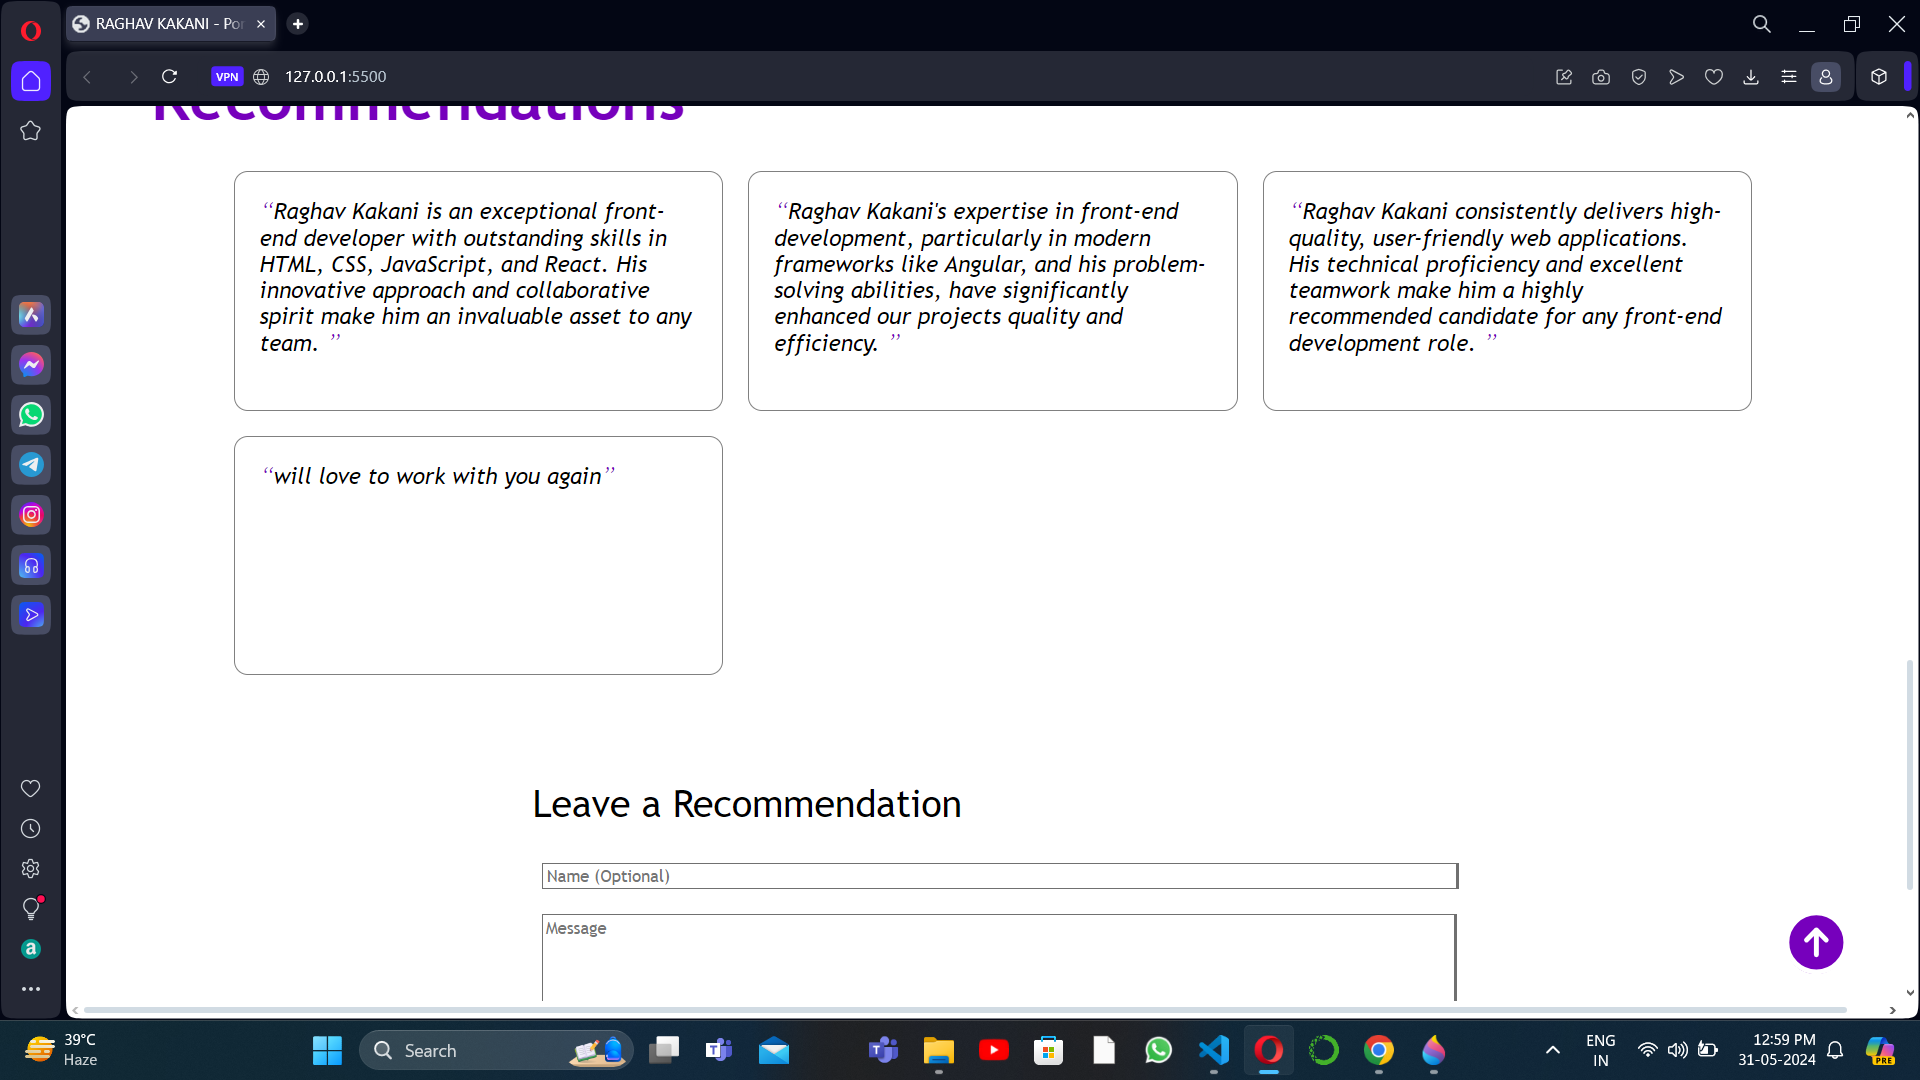 RAGHAV KAKANI - Por
VPN
127.0.0.1:5500
Recommendations
“Raghav Kakani is an exceptional front-
end developer with outstanding skills in
HTML, CSS, JavaScript, and React. His
innovative approach and collaborative
spirit make him an invaluable asset to any
team. ”
“Raghav Kakani's expertise in front-end
development, particularly in modern
frameworks like Angular, and his problem-
solving abilities, have significantly
enhanced our projects quality and
efficiency. ”
“Raghav Kakani consistently delivers high-
quality, user-friendly web applications.
His technical proficiency and excellent
teamwork make him a highly
recommended candidate for any front-end
development role. ”
“will love to work with you again”
Leave a Recommendation
Name (Optional)
Message
39°C
Haze
Search
ENG
IN
12:59 PM
31-05-2024
PRE